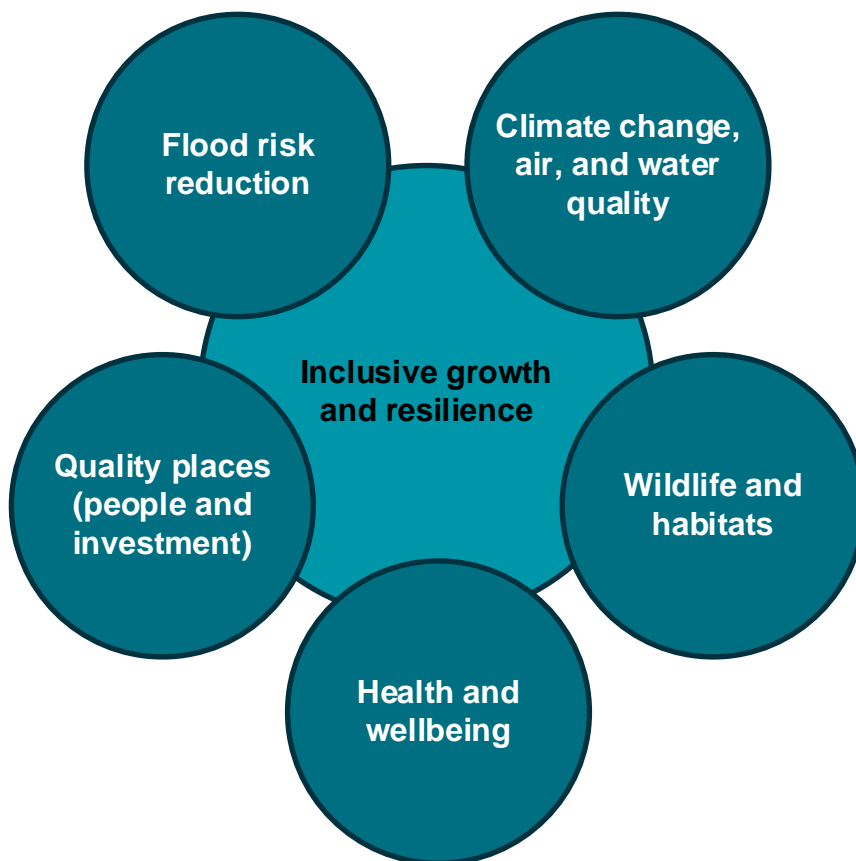 Flood risk
reduction
Climate change,
air, and water
quality
Inclusive growth
and resilience
Quality places
(people and
investment)
Wildlife and
habitats
Health and
wellbeing